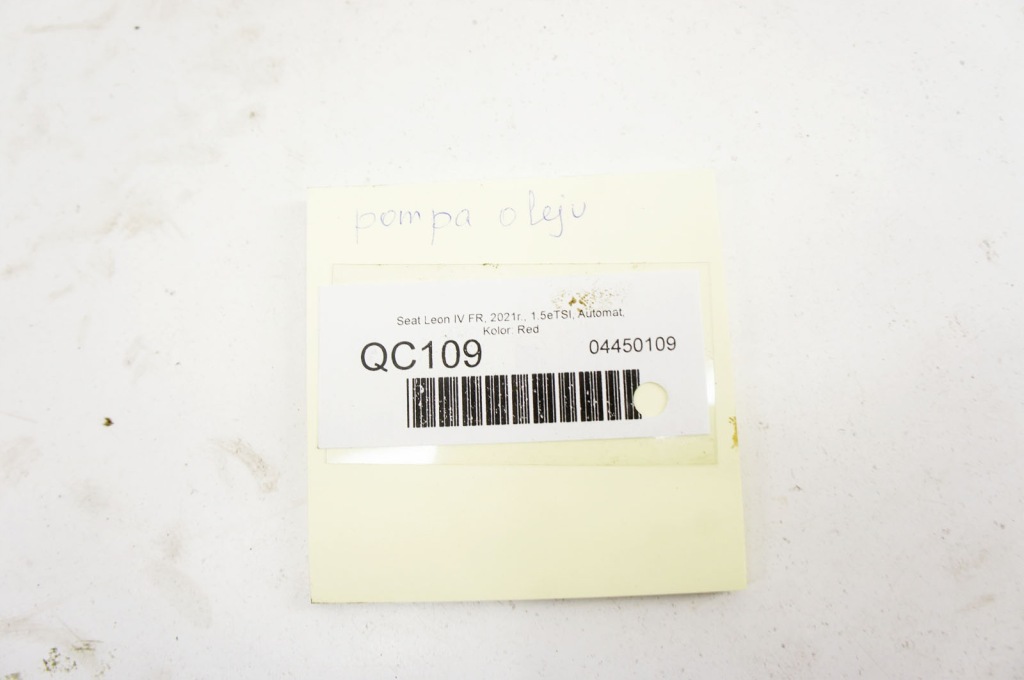 pompa oleju
Seat Leon IV FR, 2021r., 1.5eTSI, Automat,
Kolor: Red
QC109 04450109